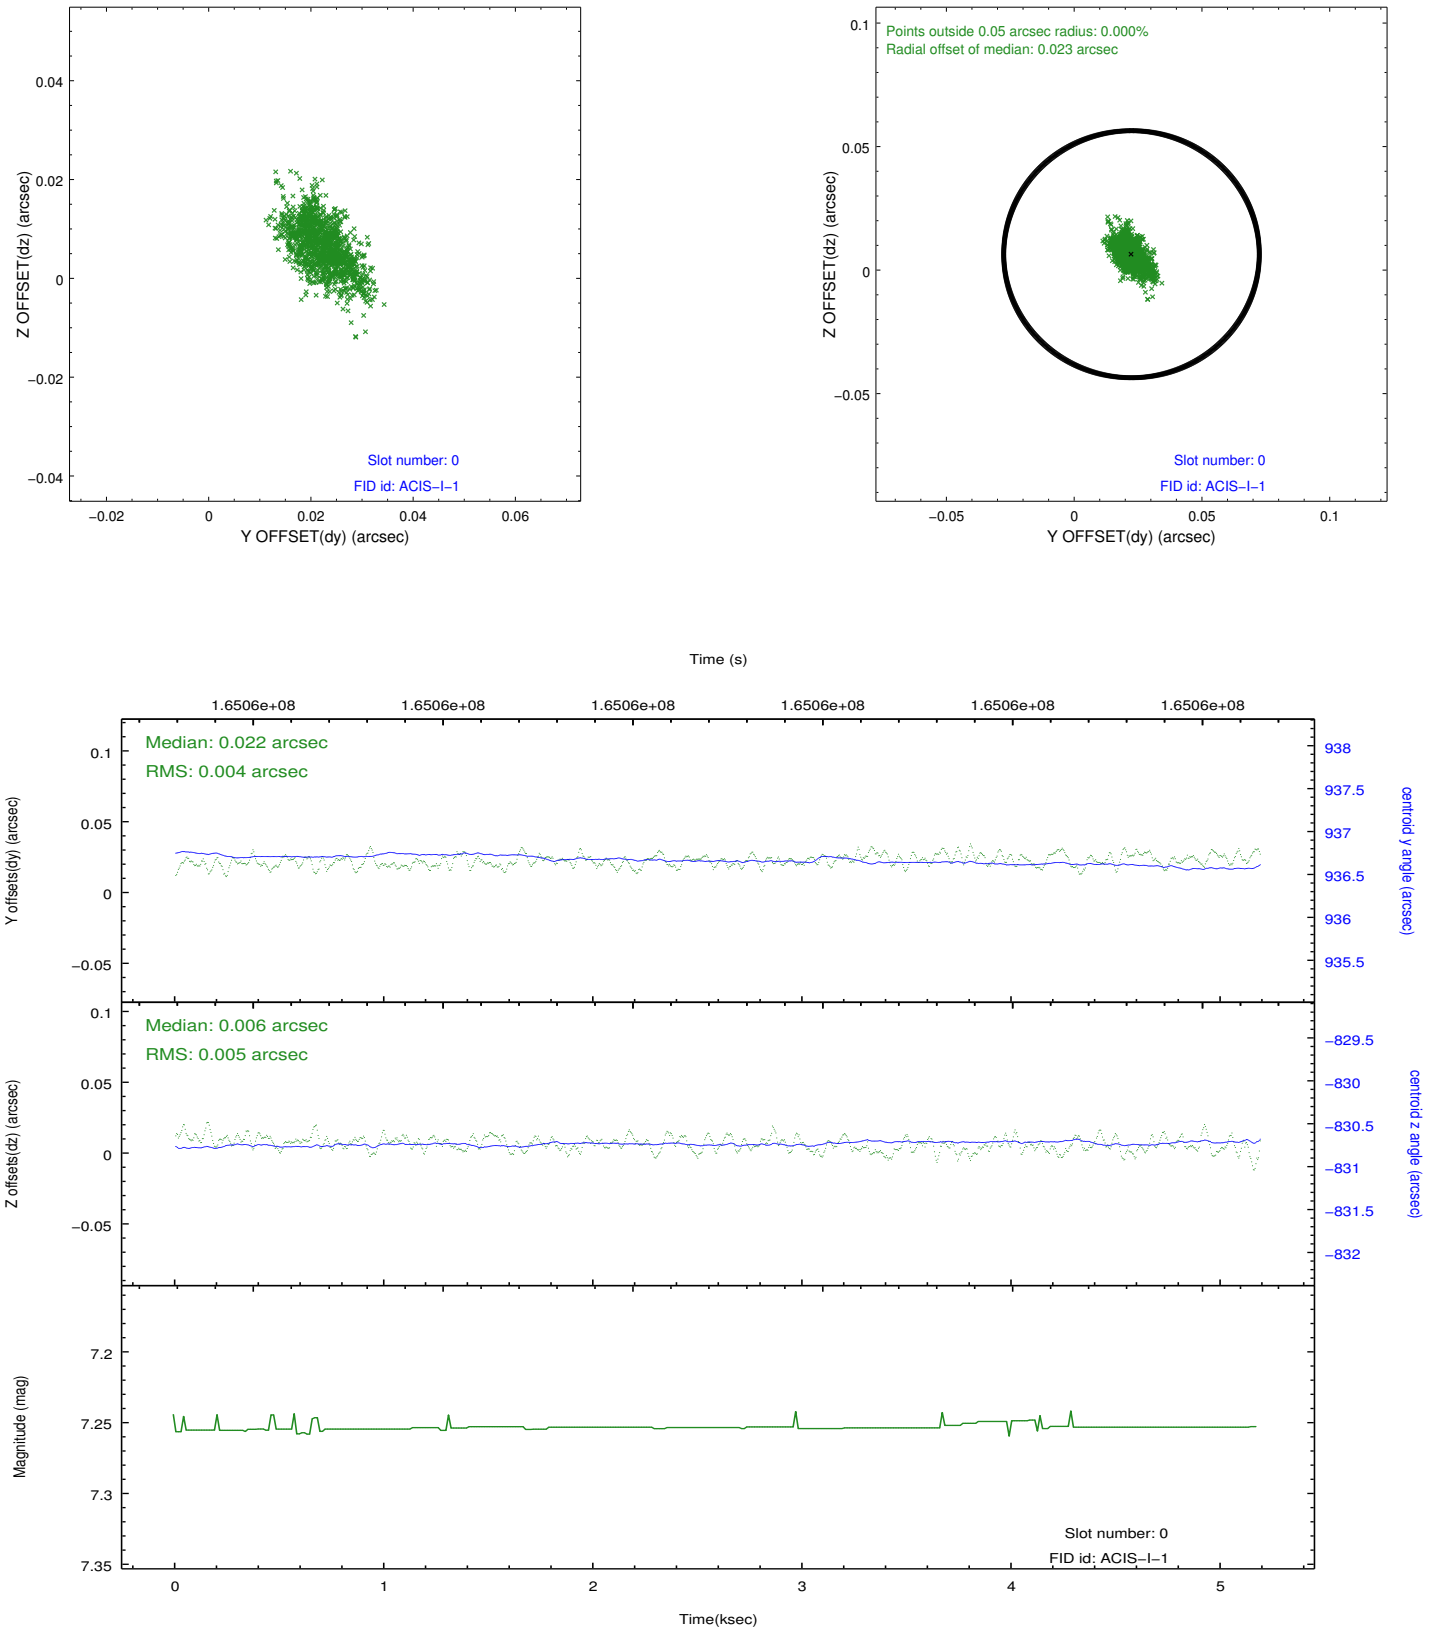 0.04
0.02
0
−0.02
−0.04
Z OFFSET(dz) (arcsec)
Slot number: 0
FID id: ACIS−I−1
−0.02
0
0.02
0.04
0.06
Y OFFSET(dy) (arcsec)
Points outside 0.05 arcsec radius: 0.000%
Radial offset of median: 0.023 arcsec
0.1
0.05
0
−0.05
Z OFFSET(dz) (arcsec)
Slot number: 0
FID id: ACIS−I−1
−0.05
0
0.05
0.1
Y OFFSET(dy) (arcsec)
Time (s)
1.6506e+08
1.6506e+08
1.6506e+08
1.6506e+08
1.6506e+08
1.6506e+08
Median: 0.022 arcsec
RMS: 0.004 arcsec
0.1
0.05
0
−0.05
Y offsets(dy) (arcsec)
938
937.5
937
936.5
936
935.5
centroid y angle (arcsec)
Median: 0.006 arcsec
RMS: 0.005 arcsec
0.1
0.05
0
−0.05
Z offsets(dz) (arcsec)
−829.5
−830
−830.5
−831
−831.5
−832
centroid z angle (arcsec)
7.2
7.25
7.3
7.35
Magnitude (mag)
Slot number: 0
FID id: ACIS−I−1
0
1
2
3
4
5
Time(ksec)